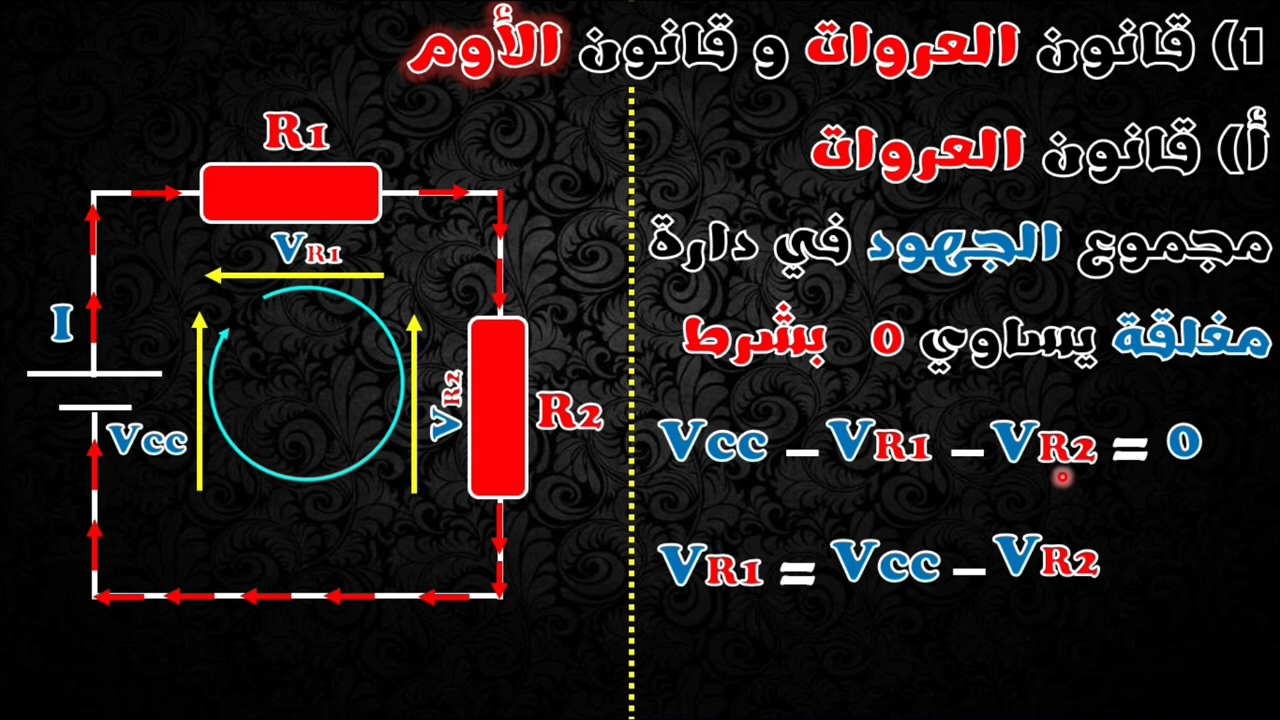 1) قانون العروات و قانون الأوم
أ) قانون العروات
مجموع الجهود في دارة
مغلقة يساوي 0 بشرط
Vcc – VR1 – VR2 = 0
VR1 = Vcc – VR2
R1
VR1
I
Vcc
VR2
R2